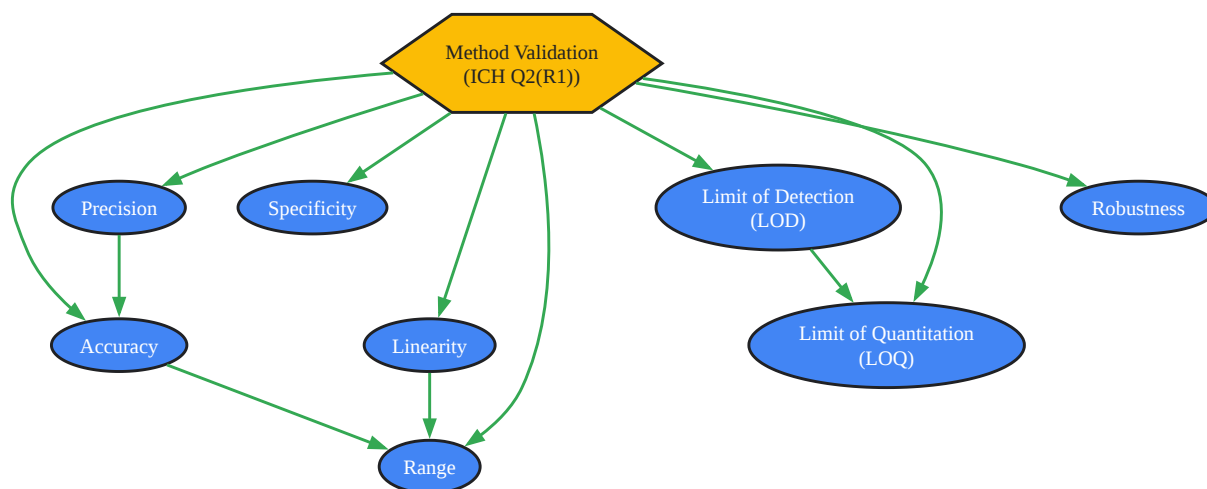 Method Validation
(ICH Q2(R1))
Precision
Specificity
Limit of Detection
(LOD)
Robustness
Accuracy
Linearity
Limit of Quantitation
(LOQ)
Range